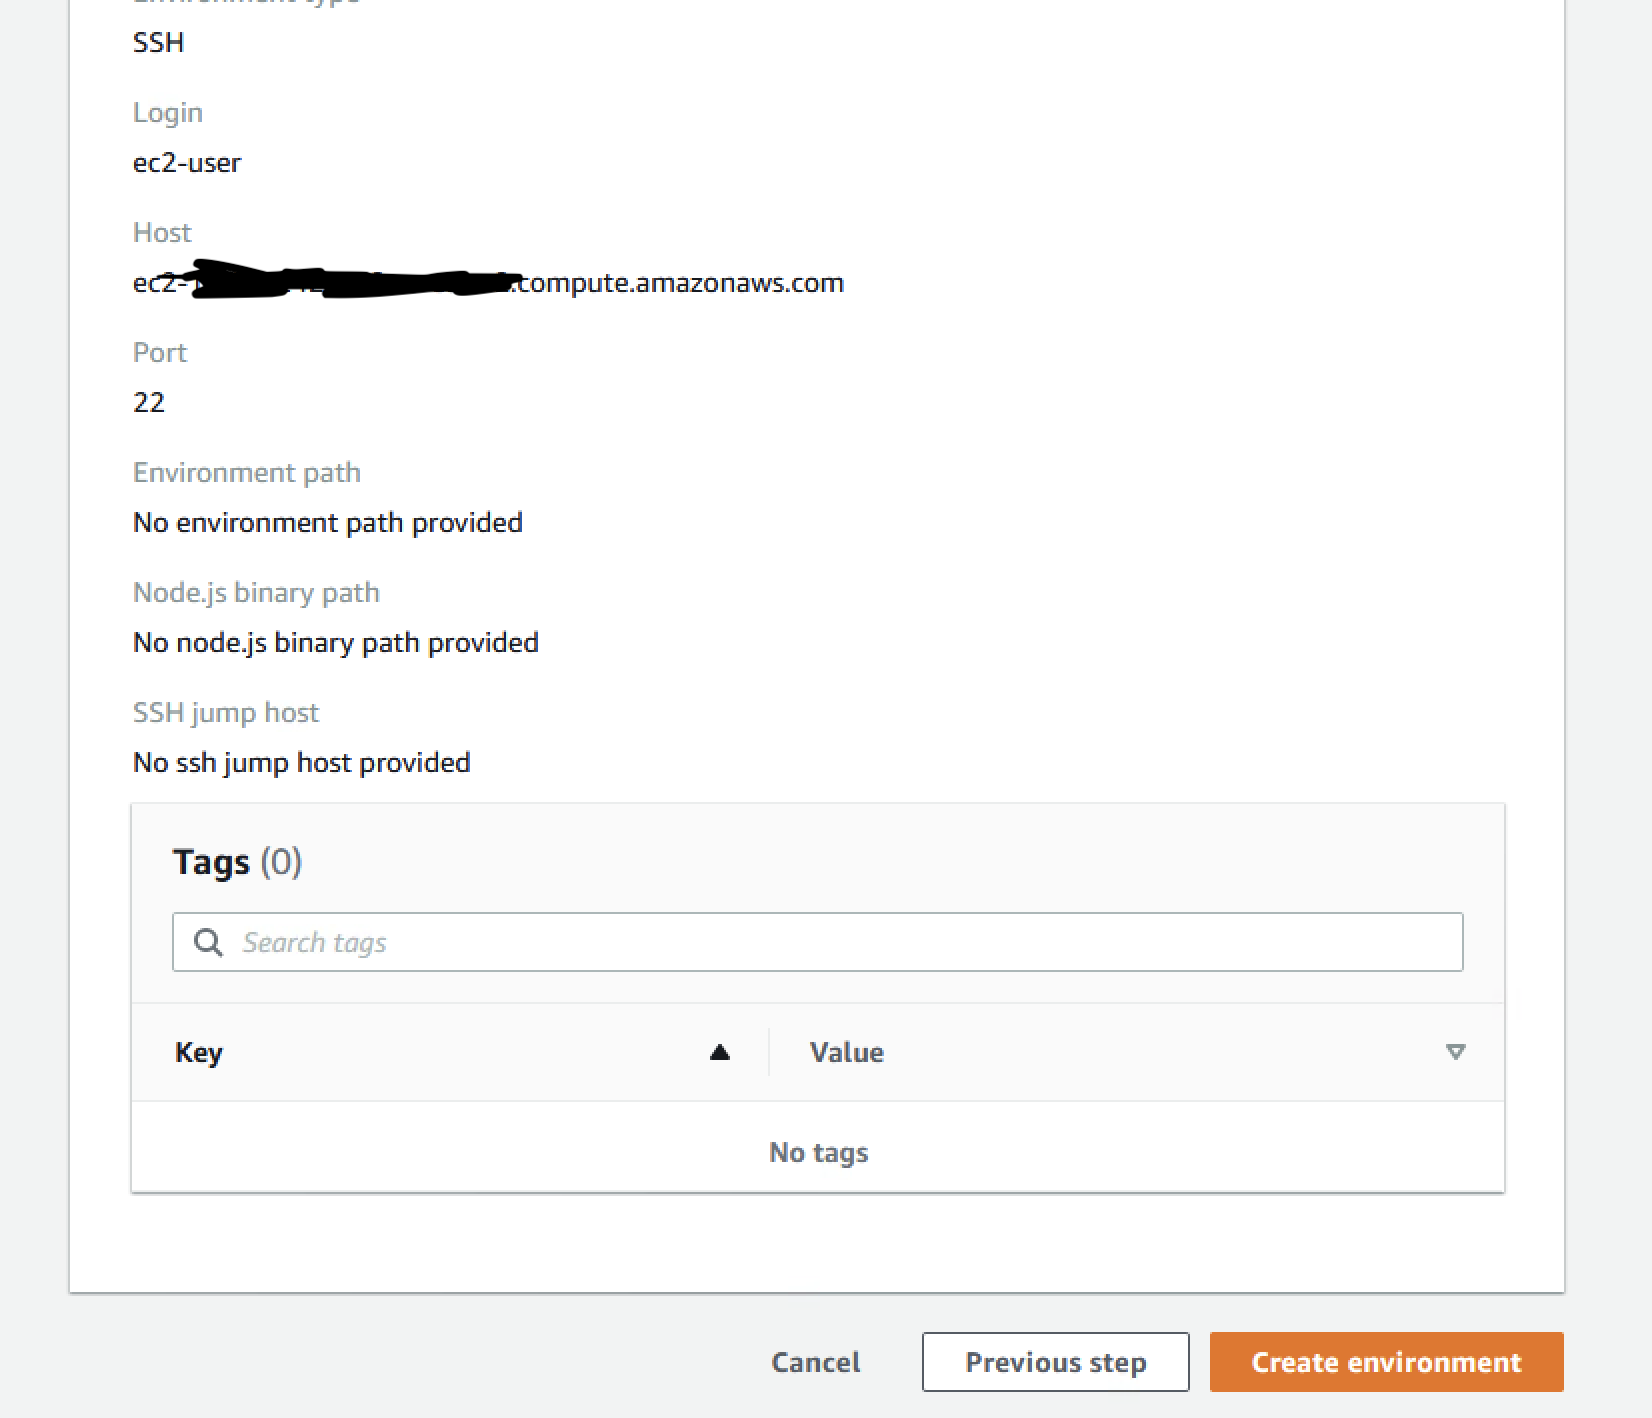 SSH
Login
ec2-user
Host
ec2- .compute.amazonaws.com
Port
22
Environment path
No environment path provided
Node.js binary path
No node.js binary path provided
SSH jump host
No ssh jump host provided
Tags (0)
Search tags
Key Value
No tags
Cancel Previous step Create environment